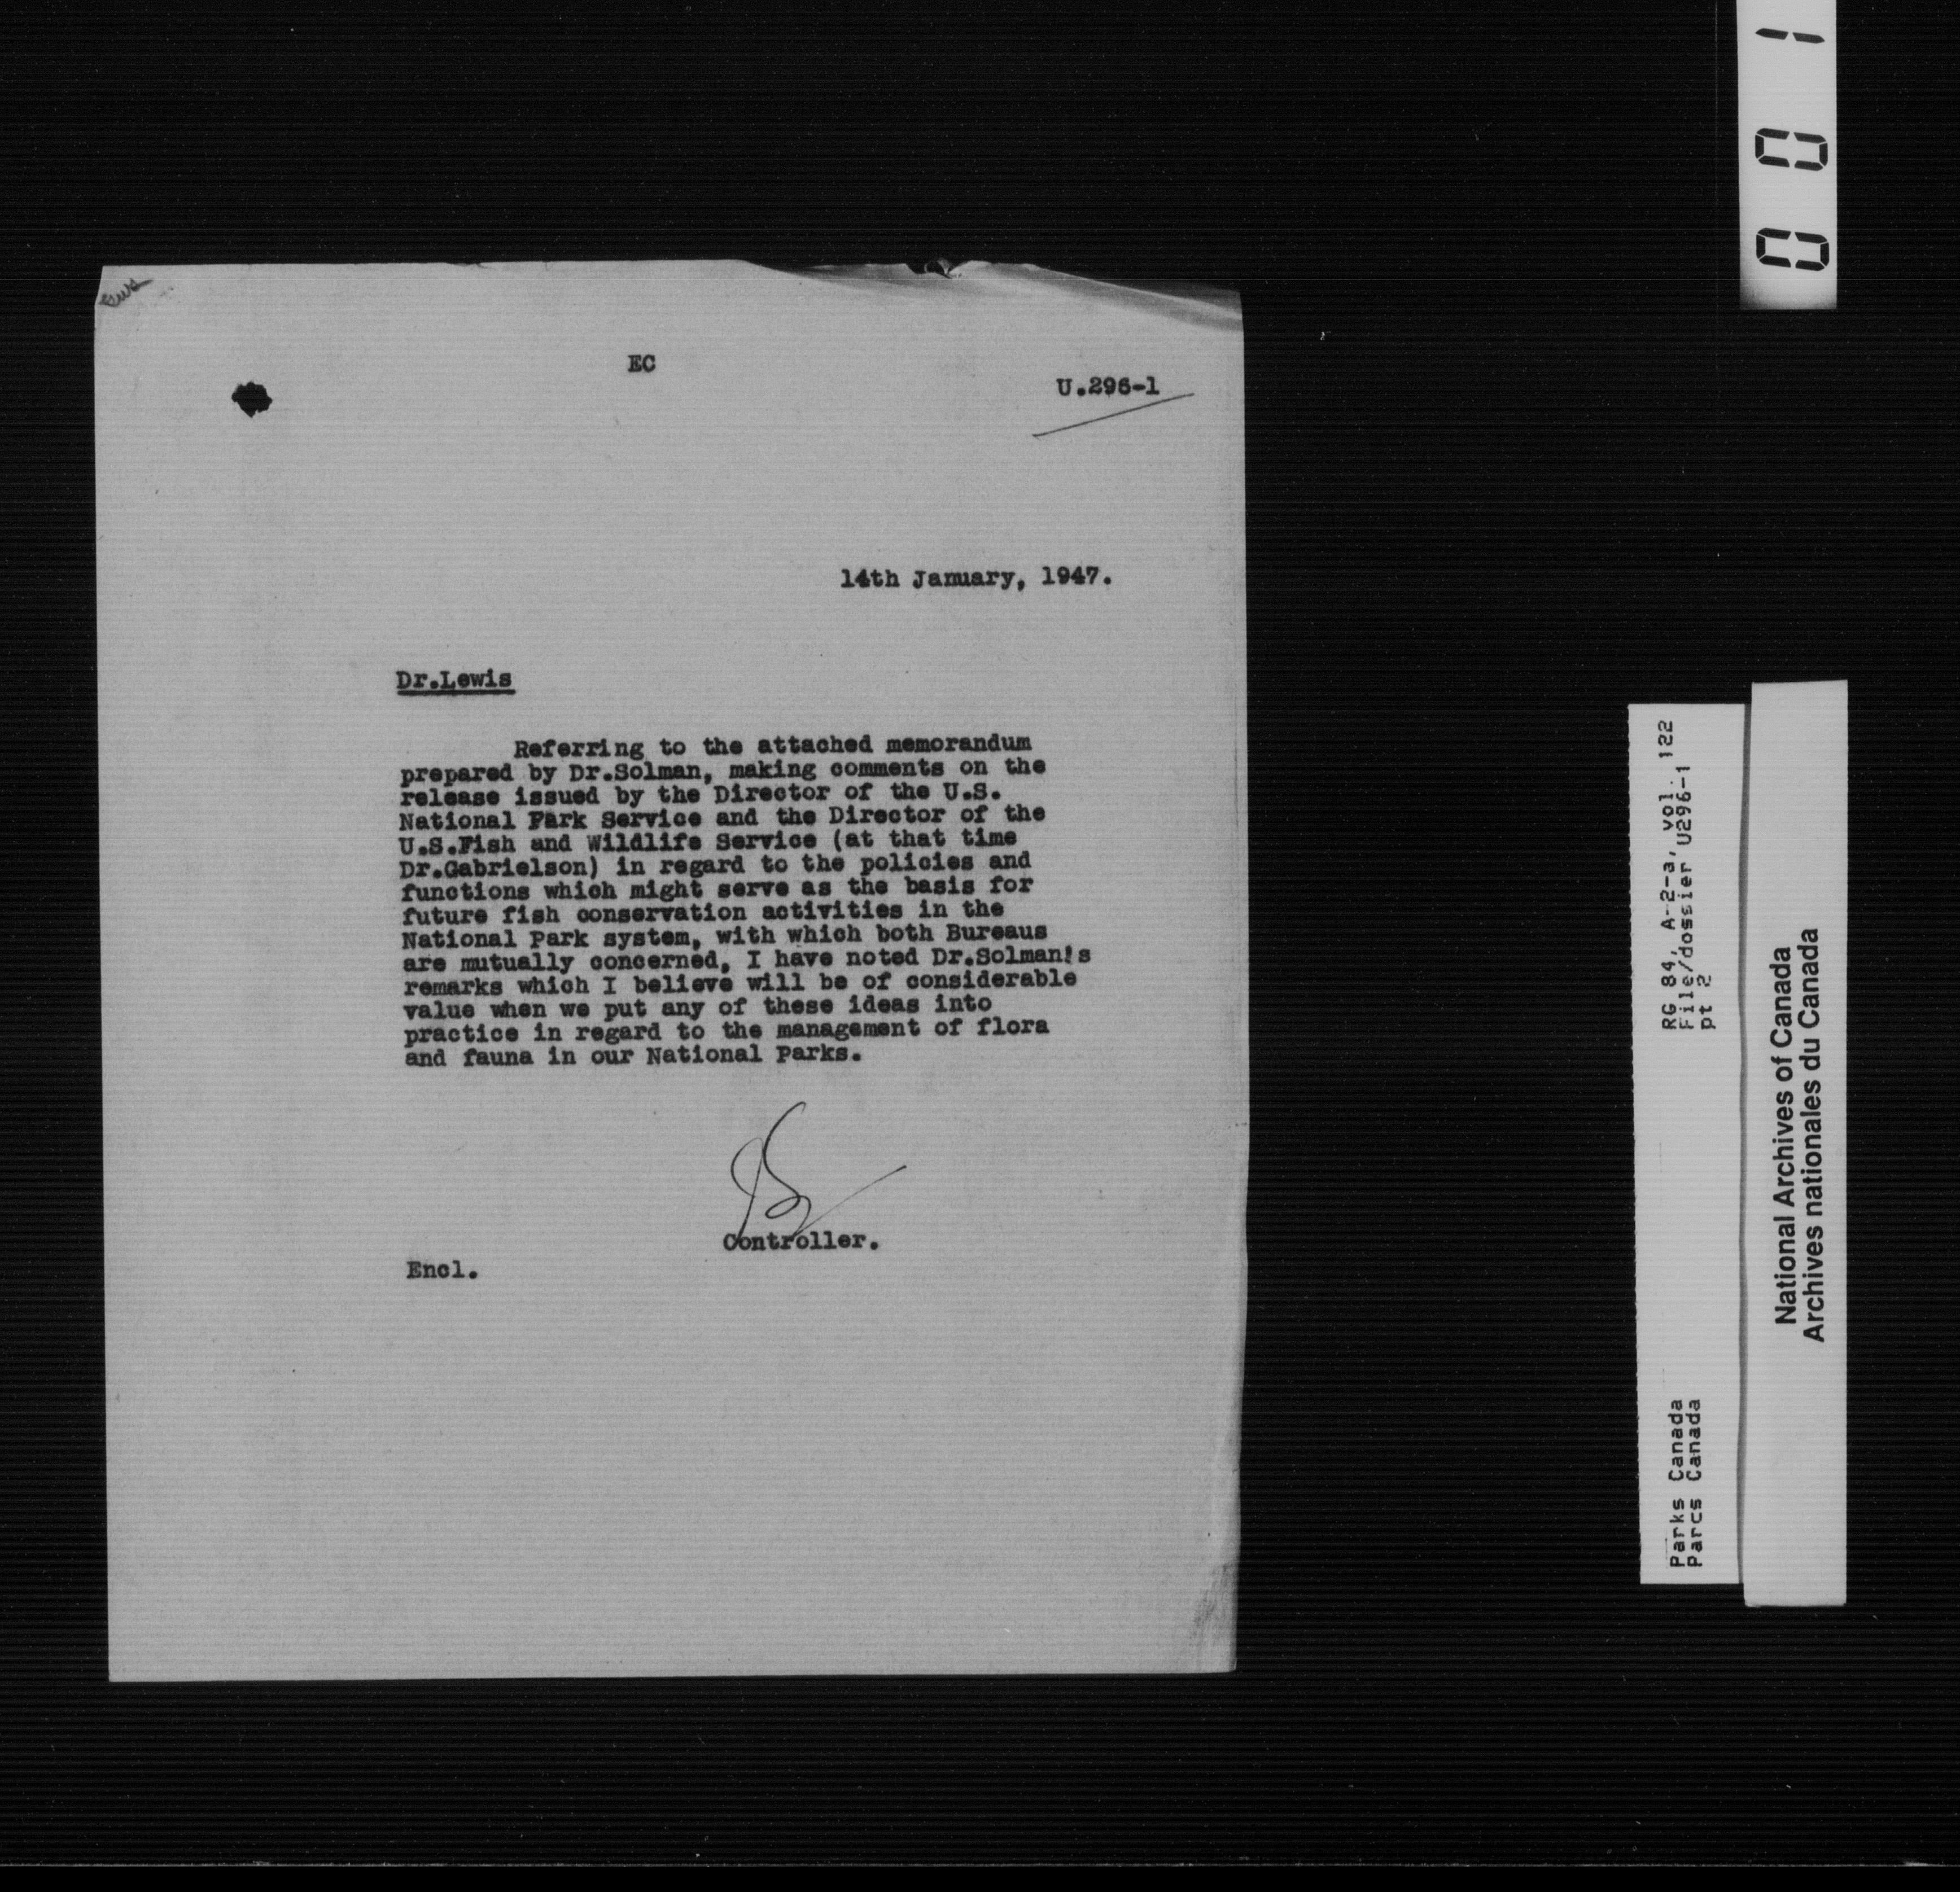 EC
U.296-1
14th January, 1947.
Dr.Lewis
Referring to the attached memorandum
prepared by Dr.Solman, making comments on the
release issued by the Director of the U.S.
National Park Service and the Director of the
U.S.Fish and Wildlife Service (at that time
Dr.Gabrielson) in regard to the policies and
functions which might serve as the basis for
future fish conservation activities in the
National Park system, with which both Bureaus
are mutually concerned, I have noted Dr.Solman's
remarks which I believe will be of considerable
value when we put any of these ideas into
practice in regard to the management of flora
and fauna in our National Parks.
Controller.
Encl.
001
RG 84, A-2-a, vol. 122
File/dossier U296-1
pt 2
Parks Canada
Parcs Canada
National Archives of Canada
Archives nationales du Canada